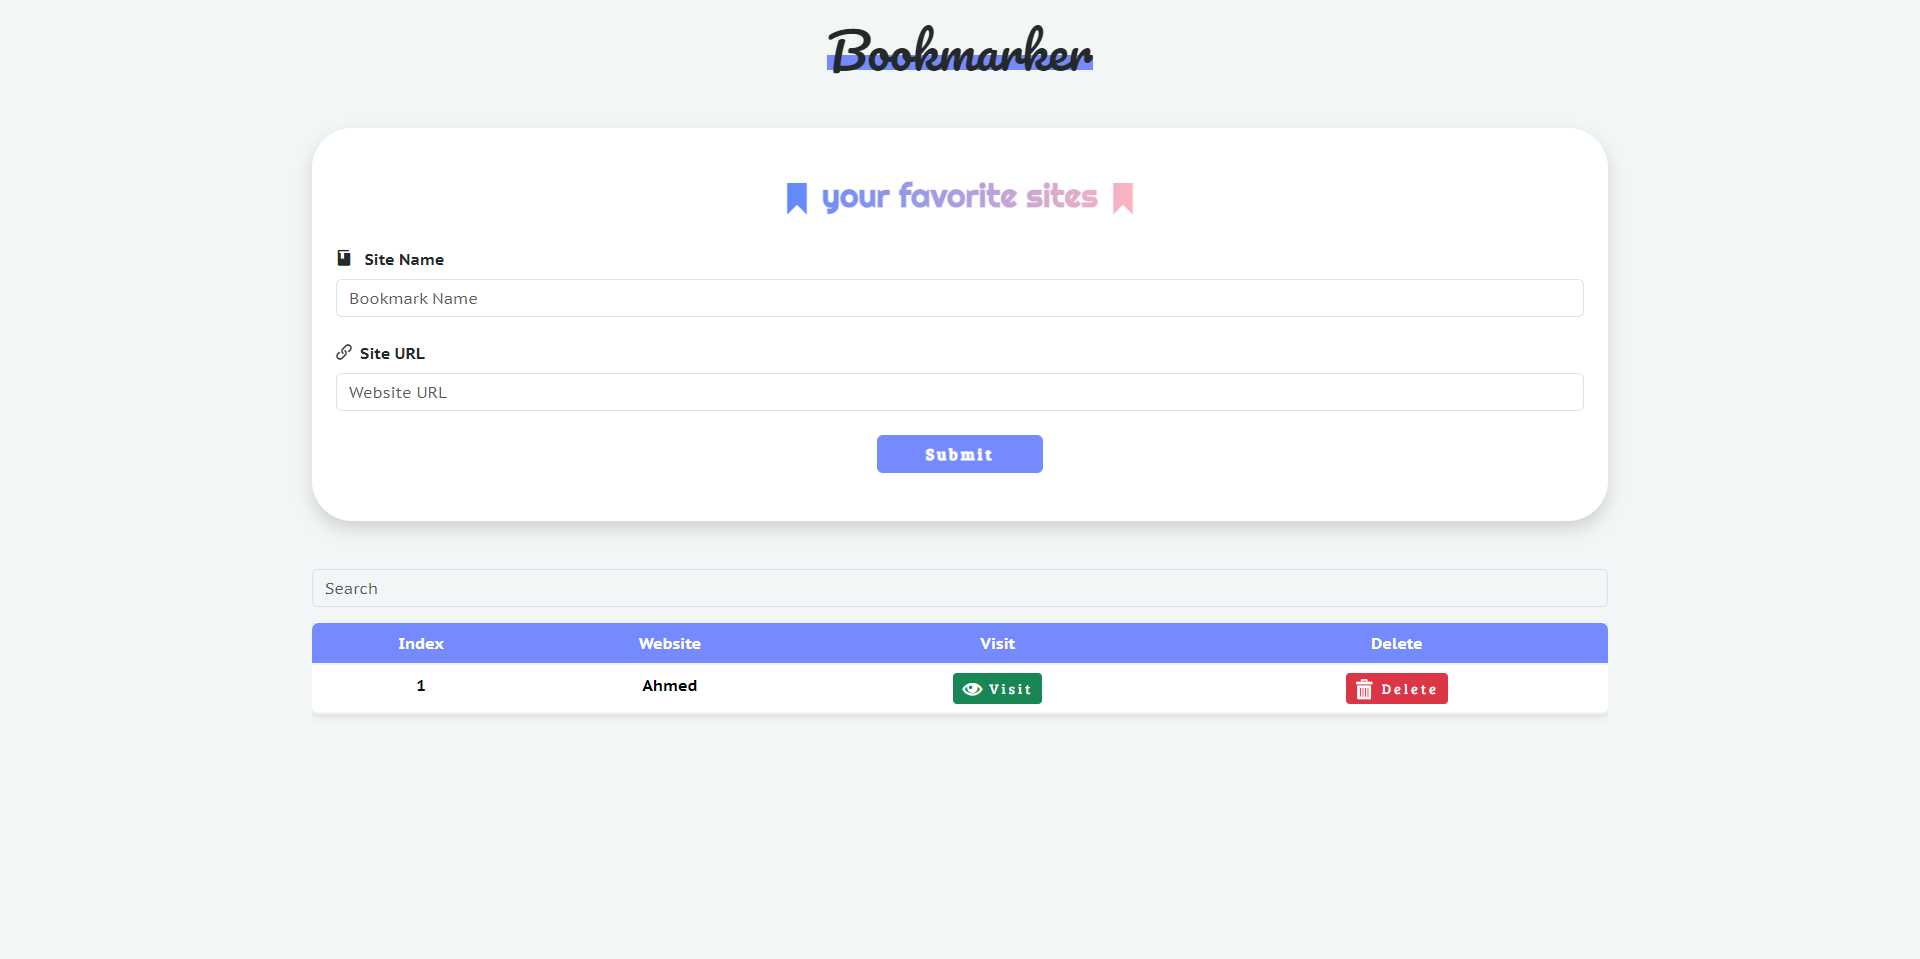 Bookmarker
your favorite sites
Site Name
Bookmark Name
Site URL
Website URL
Submit
Search
Index Website Visit Delete
1 Ahmed Visit Delete